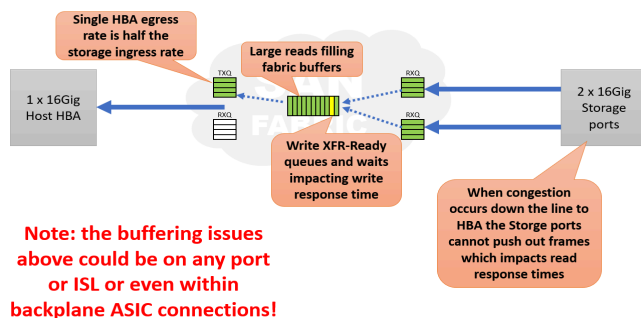 Single HBA egress
rate is half the
storage ingress rate
Large reads filling
fabric buffers
TXQ
RXQ
SAN
FABRIC
RXQ
RXQ
1 x 16Gig
Host HBA
2 x 16Gig
Storage
ports
Write XFR-Ready
queues and waits
impacting write
response time
When congestion
occurs down the line to
HBA the Storge ports
cannot push out frames
which impacts read
response times
Note: the buffering issues
above could be on any port
or ISL or even within
backplane ASIC connections!